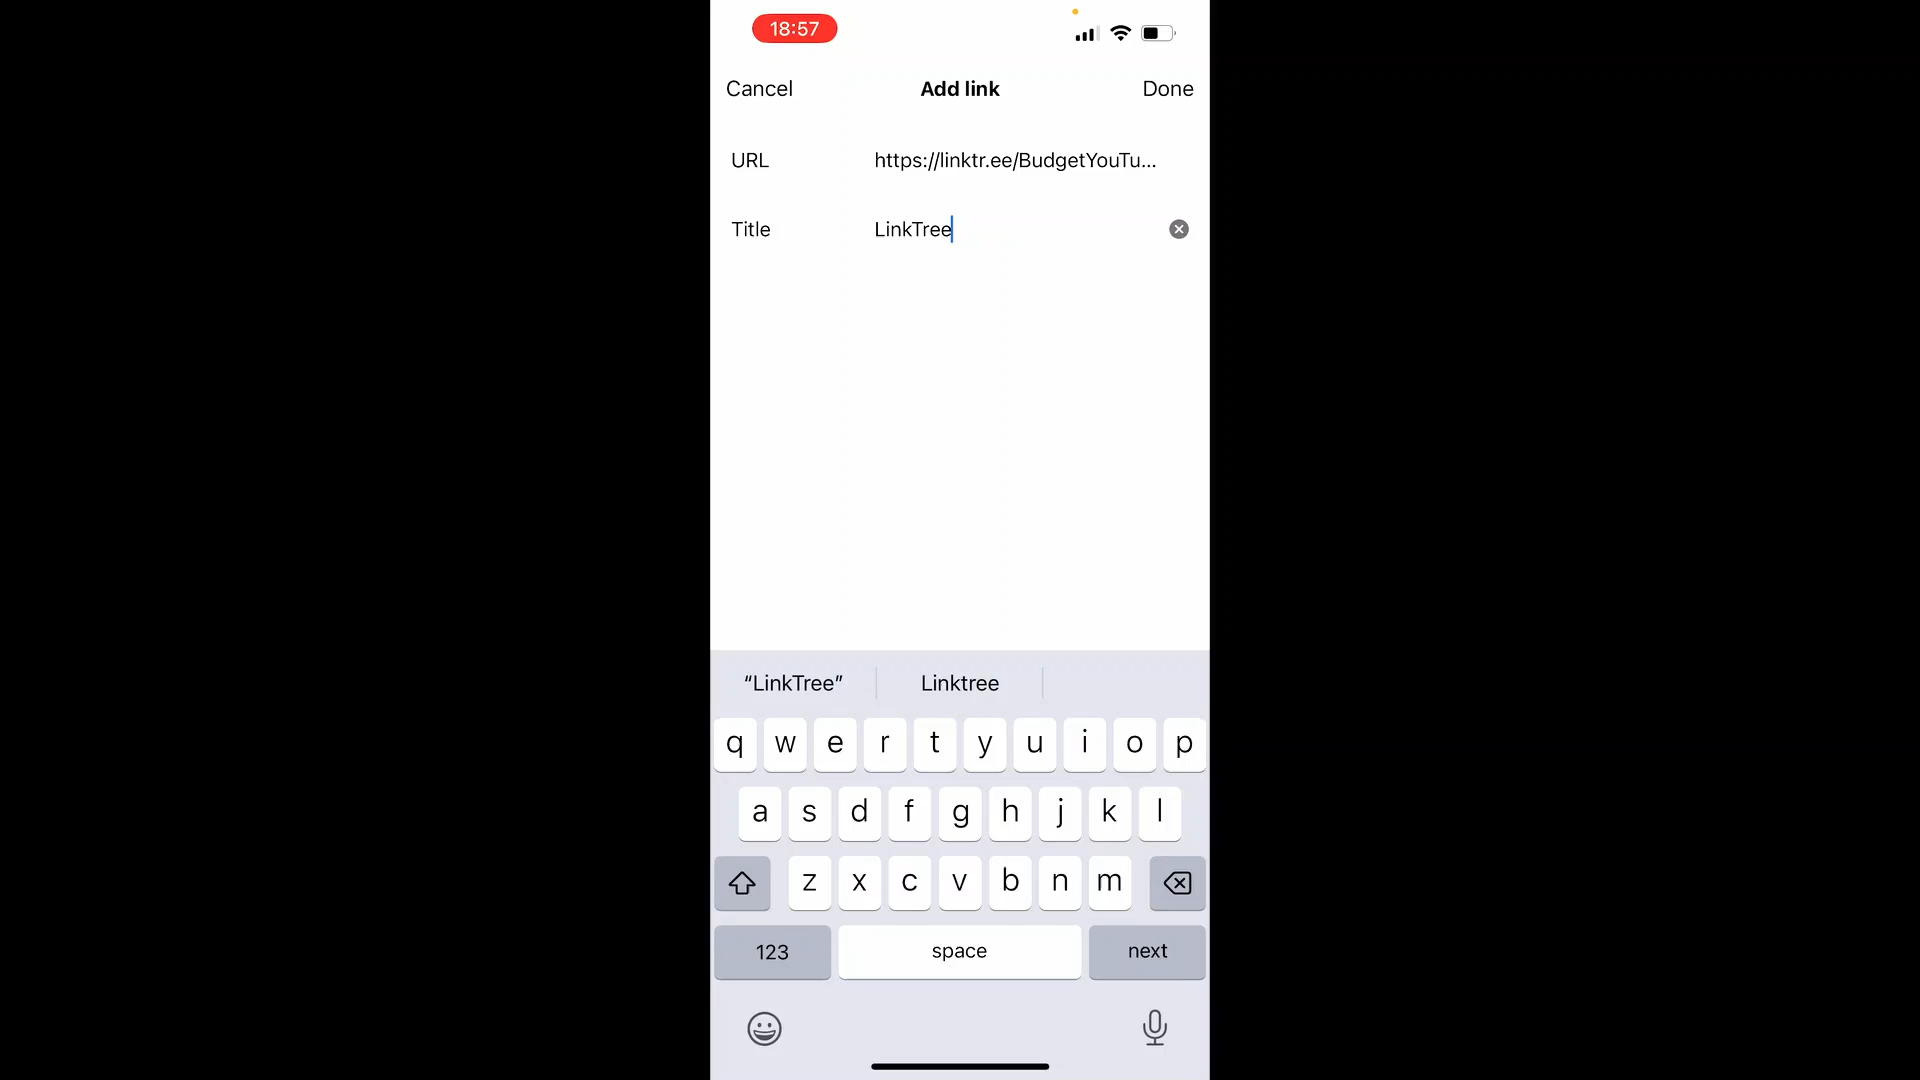 18:57
Cancel Add link Done
URL https://linktr.ee/BudgetYouTu...
Title LinkTree
“LinkTree” Linktree
q w e r t y u i o p
a s d f g h j k l
z x c v b n m
123 space next